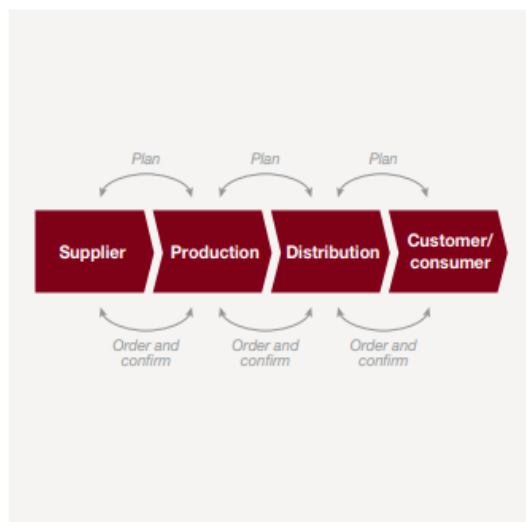 Plan Plan Plan
Supplier Production Distribution Customer/
consumer
Order and Order and Order and
confirm confirm confirm